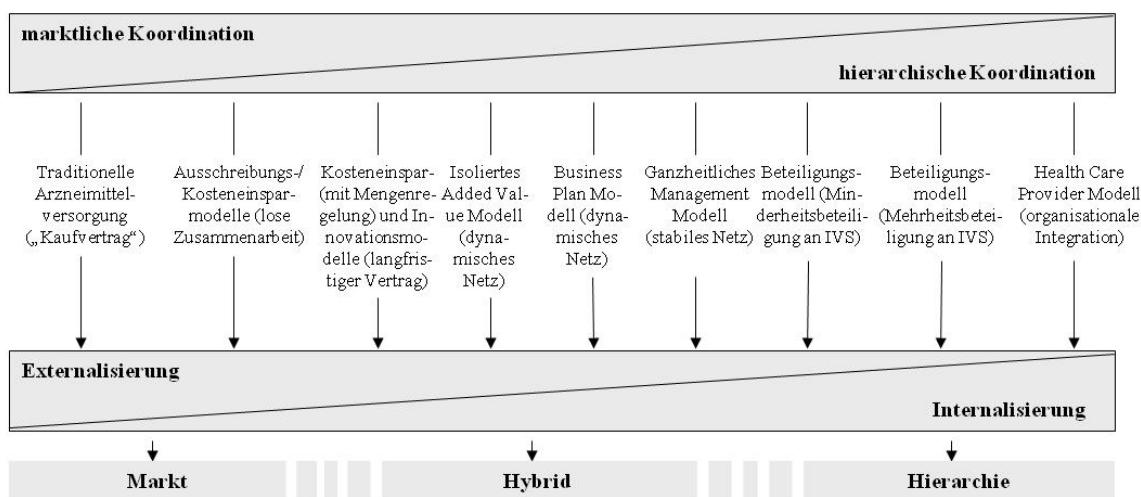 marktliche Koordination
hierarchische Koordination
Traditionelle
Arzneimittel-
versorgung
(„Kaufvertrag“)
Ausschreibungs-/
Kosteneinspar-
modelle (lose
Zusammenarbeit)
Kosteneinspar-
(mit Mengenre-
gelung) und In-
novationsmo-
delle (langfris-
tiger Vertrag)
Isoliertes
Added Val-
ue Modell
(dyna-
misches
Netz)
Business
Plan Mo-
dell (dyna-
misches
Netz)
Ganzheitliches
Management
Modell
(stabiles Netz)
Beteiligungs-
modell (Min-
derheitsbeteili-
gung an IVS)
Beteiligungs-
modell
(Mehrheitsbetei-
ligung an IVS)
Health Care
Provider Modell
(organisationale
Integration)
Externalisierung
Internalisierung
Markt
Hybrid
Hierarchie